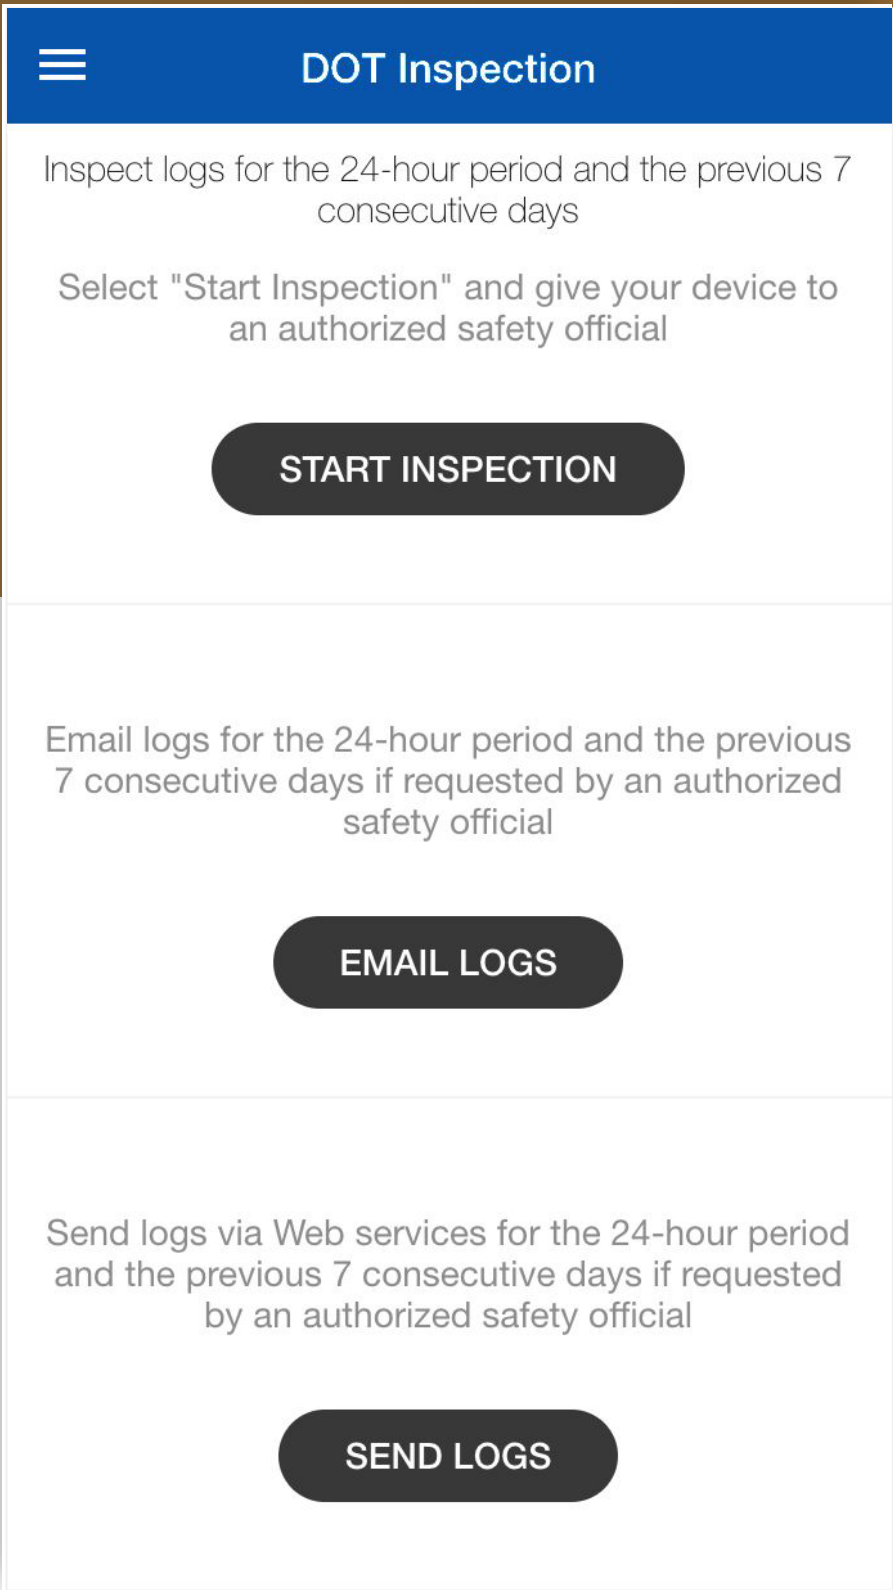 DOT Inspection
Inspect logs for the 24-hour period and the previous 7
consecutive days
Select "Start Inspection" and give your device to
an authorized safety official
START INSPECTION
Email logs for the 24-hour period and the previous
7 consecutive days if requested by an authorized
safety official
EMAIL LOGS
Send logs via Web services for the 24-hour period
and the previous 7 consecutive days if requested
by an authorized safety official
SEND LOGS